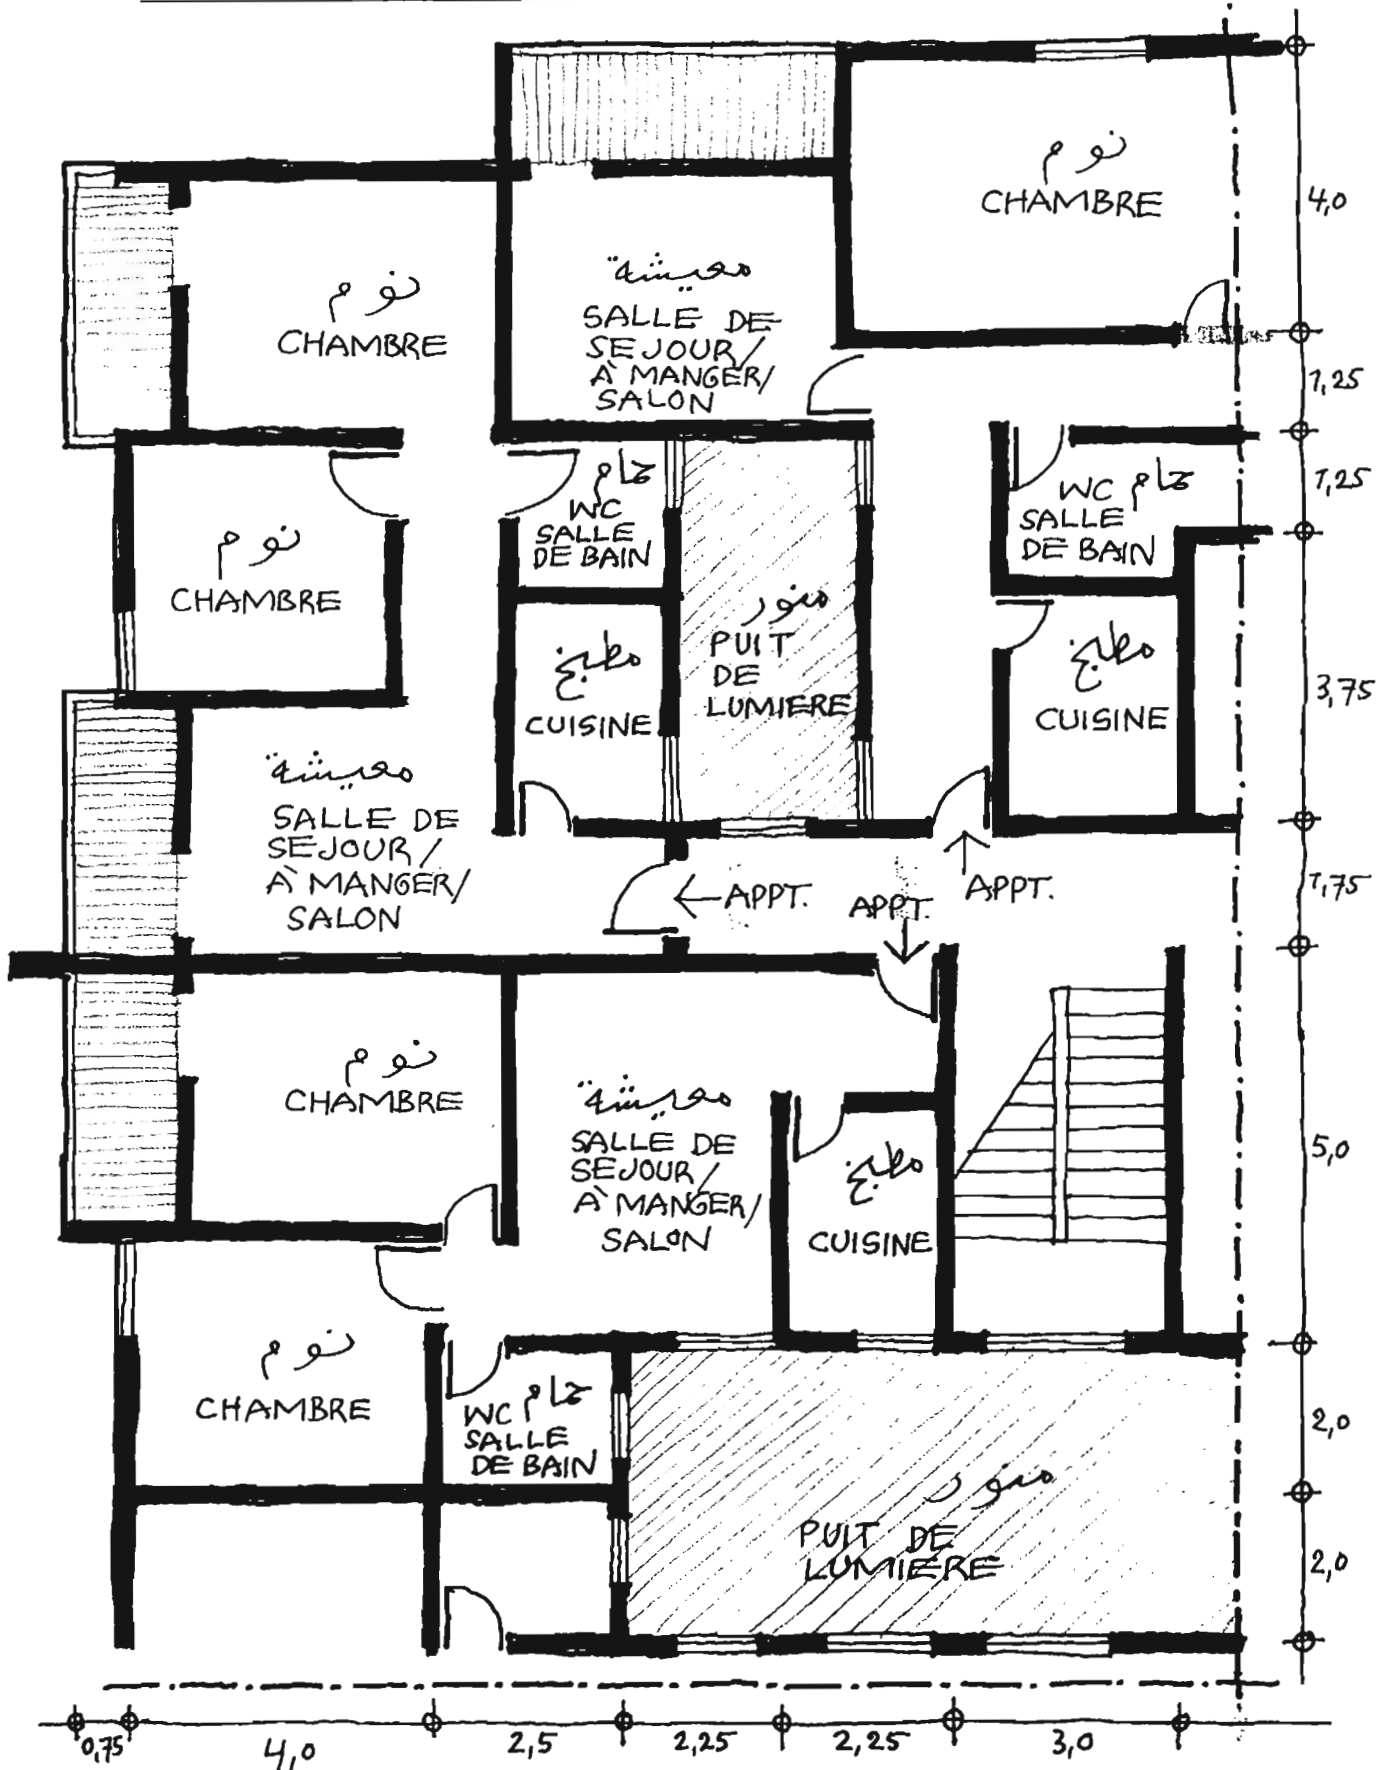 نوم
CHAMBRE
4,0
معيشة
SALLE DE
SEJOUR/
À MANGER/
SALON
نوم
CHAMBRE
1,25
حمام
WC
SALLE
DE BAIN
WC حمام
SALLE
DE BAIN
1,25
نوم
CHAMBRE
منور
PUIT
DE
LUMIERE
مطبخ
CUISINE
مطبخ
CUISINE
3,75
معيشة
SALLE DE
SEJOUR/
À MANGER/
SALON
← APPT.
APPT.
↓
↑
APPT.
1,75
نوم
CHAMBRE
معيشة
SALLE DE
SEJOUR/
À MANGER/
SALON
مطبخ
CUISINE
5,0
نوم
CHAMBRE
WC حمام
SALLE
DE BAIN
2,0
منور
PUIT DE
LUMIERE
2,0
0,75
4,0
2,5
2,25
2,25
3,0